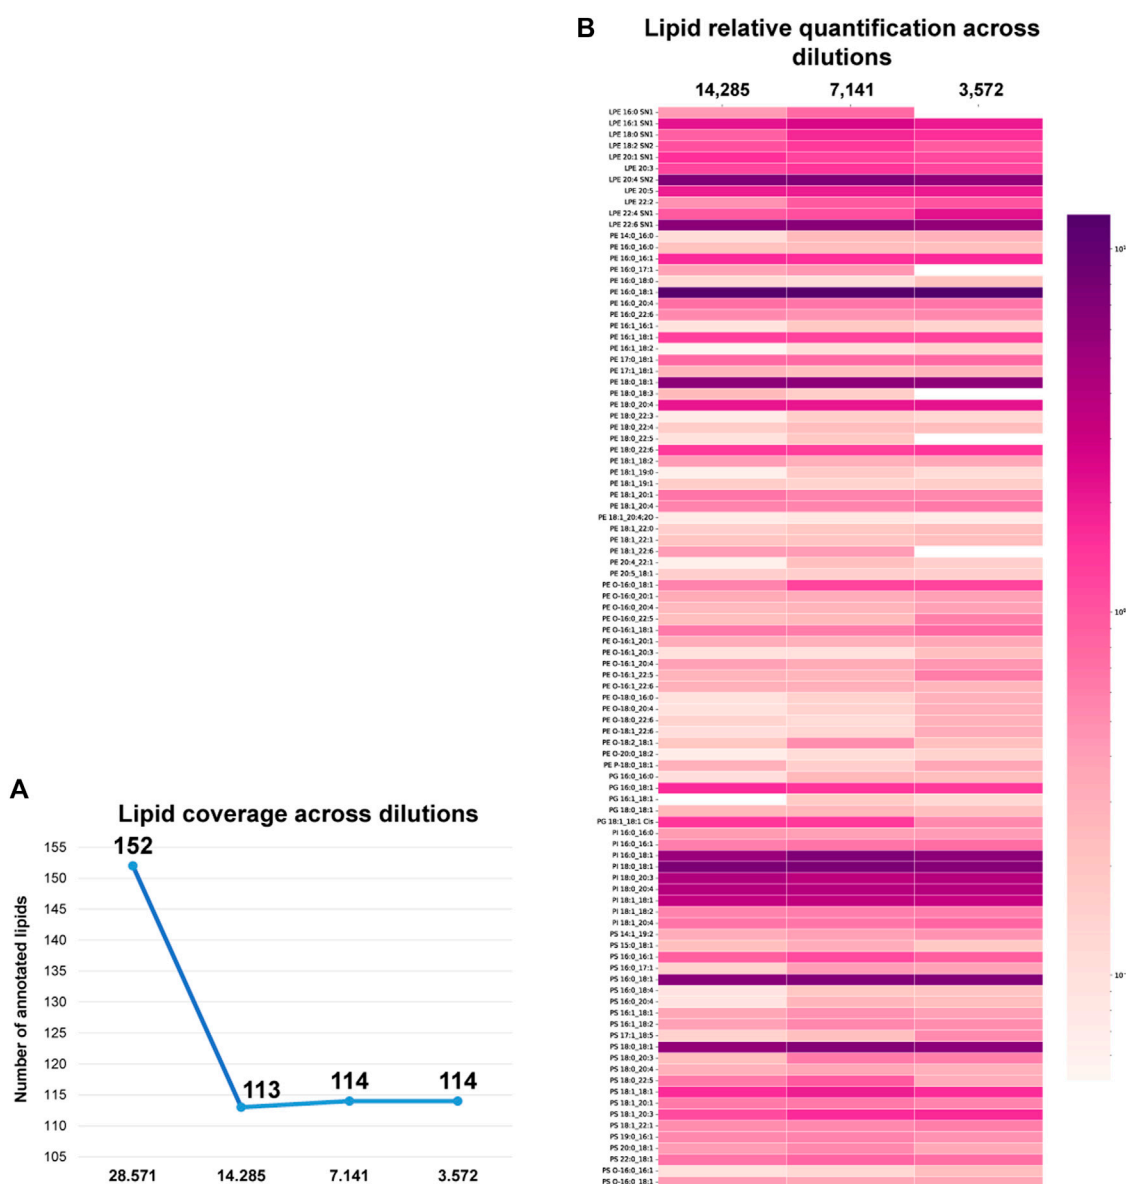 B
Lipid relative quantification across
dilutions
14,285 7,141 3,572
LPE 16:0 SN1
LPE 16:1 SN1
LPE 18:0 SN1
LPE 18:2 SN2
LPE 20:1 SN1
LPE 20:3
LPE 20:4 SN2
LPE 20:5
LPE 22:2
LPE 22:4 SN1
LPE 22:6 SN1
PE 14:0_16:0
PE 16:0_16:0
PE 16:0_16:1
PE 16:0_17:1
PE 16:0_18:0
PE 16:0_18:1
PE 16:0_20:4
PE 16:0_22:6
PE 16:1_16:1
PE 16:1_18:1
PE 16:1_18:2
PE 17:0_18:1
PE 17:1_18:1
PE 18:0_18:1
PE 18:0_18:3
PE 18:0_20:4
PE 18:0_22:3
PE 18:0_22:4
PE 18:0_22:5
PE 18:0_22:6
PE 18:1_18:2
PE 18:1_19:0
PE 18:1_19:1
PE 18:1_20:1
PE 18:1_20:4
PE 18:1_20:4;2O
PE 18:1_22:0
PE 18:1_22:1
PE 18:1_22:6
PE 20:4_22:1
PE 20:5_18:1
PE O-16:0_18:1
PE O-16:0_20:1
PE O-16:0_20:4
PE O-16:0_22:5
PE O-16:1_18:1
PE O-16:1_20:1
PE O-16:1_20:3
PE O-16:1_20:4
PE O-16:1_22:5
PE O-16:1_22:6
PE O-18:0_16:0
PE O-18:0_20:4
PE O-18:0_22:6
PE O-18:1_22:6
PE O-18:2_18:1
PE O-20:0_18:2
PE P-18:0_18:1
PG 16:0_16:0
PG 16:0_18:1
PG 16:1_18:1
PG 18:0_18:1
PG 18:1_18:1 Cis
PI 16:0_16:0
PI 16:0_16:1
PI 16:0_18:1
PI 18:0_18:1
PI 18:0_20:3
PI 18:0_20:4
PI 18:1_18:1
PI 18:1_18:2
PI 18:1_20:4
PS 14:1_19:2
PS 15:0_18:1
PS 16:0_16:1
PS 16:0_17:1
PS 16:0_18:1
PS 16:0_18:4
PS 16:0_20:4
PS 16:1_18:1
PS 16:1_18:2
PS 17:1_18:5
PS 18:0_18:1
PS 18:0_20:3
PS 18:0_20:4
PS 18:0_22:5
PS 18:1_18:1
PS 18:1_20:1
PS 18:1_20:3
PS 18:1_22:1
PS 19:0_16:1
PS 20:0_18:1
PS 22:0_18:1
PS O-16:0_16:1
PS O-16:0_18:1
10¹
10⁰
10⁻
A
Lipid coverage across dilutions
Number of annotated lipids
155
150
145
140
135
130
125
120
115
110
105
152
113
114
114
28.571 14.285 7.141 3.572